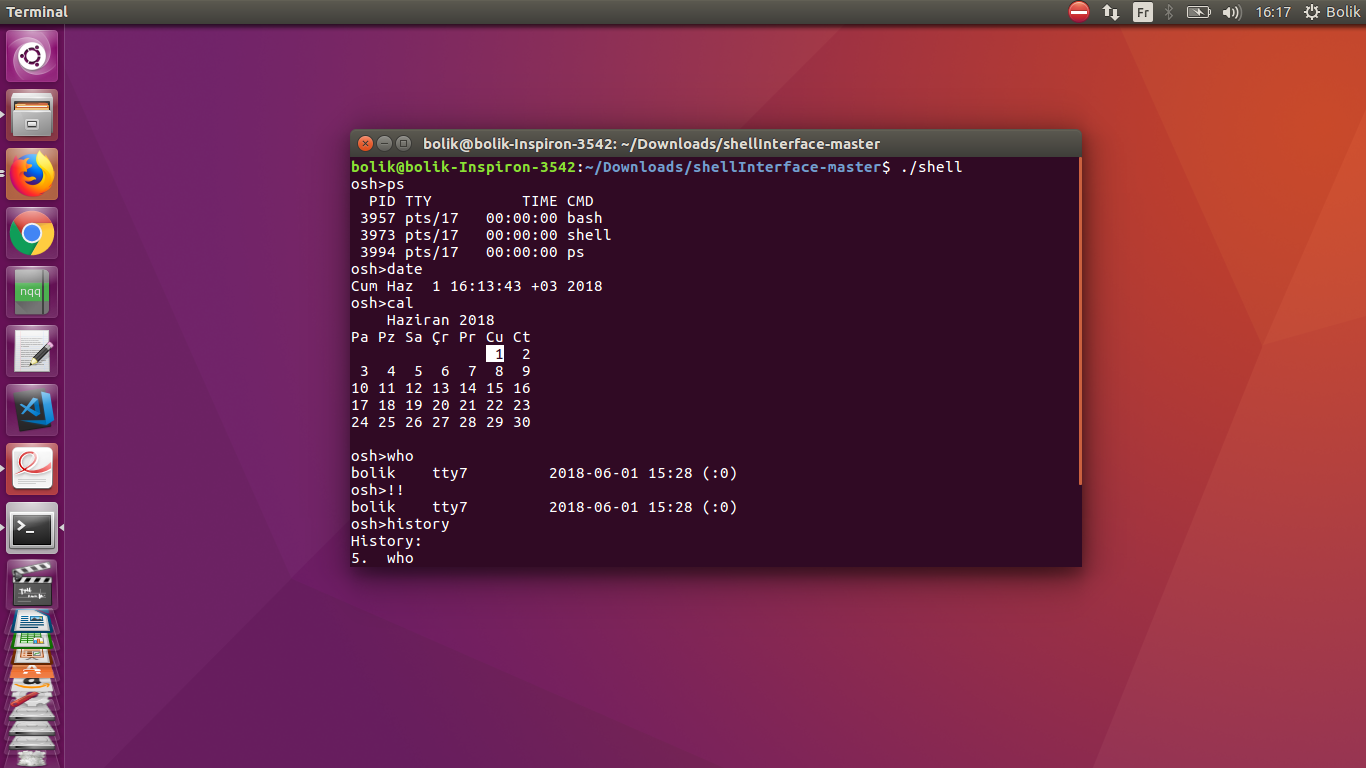 Terminal
Fr
16:17
Bolik
nqq
bolik@bolik-Inspiron-3542: ~/Downloads/shellInterface-master
bolik@bolik-Inspiron-3542:~/Downloads/shellInterface-master$ ./shell
osh>ps
  PID TTY          TIME CMD
 3957 pts/17   00:00:00 bash
 3973 pts/17   00:00:00 shell
 3994 pts/17   00:00:00 ps
osh>date
Cum Haz  1 16:13:43 +03 2018
osh>cal
    Haziran 2018
Pa Pz Sa Çr Pr Cu Ct
                1  2
 3  4  5  6  7  8  9
10 11 12 13 14 15 16
17 18 19 20 21 22 23
24 25 26 27 28 29 30
osh>who
bolik    tty7         2018-06-01 15:28 (:0)
osh>!!
bolik    tty7         2018-06-01 15:28 (:0)
osh>history
History:
5.  who